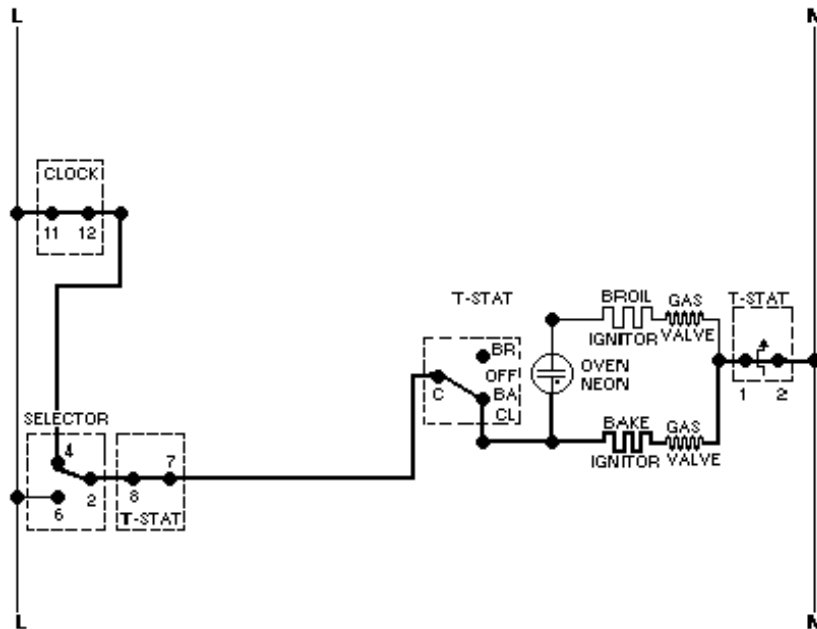 L N
CLOCK
11 12
T-STAT
BROIL
GAS
T-STAT
IGNITOR
VALVE
BR
OFF
OVEN
NEON
C
BA
CL
1 2
BAKE
GAS
IGNITOR
VALVE
SELECTOR
4
7
2
8
6
T-STAT
L N